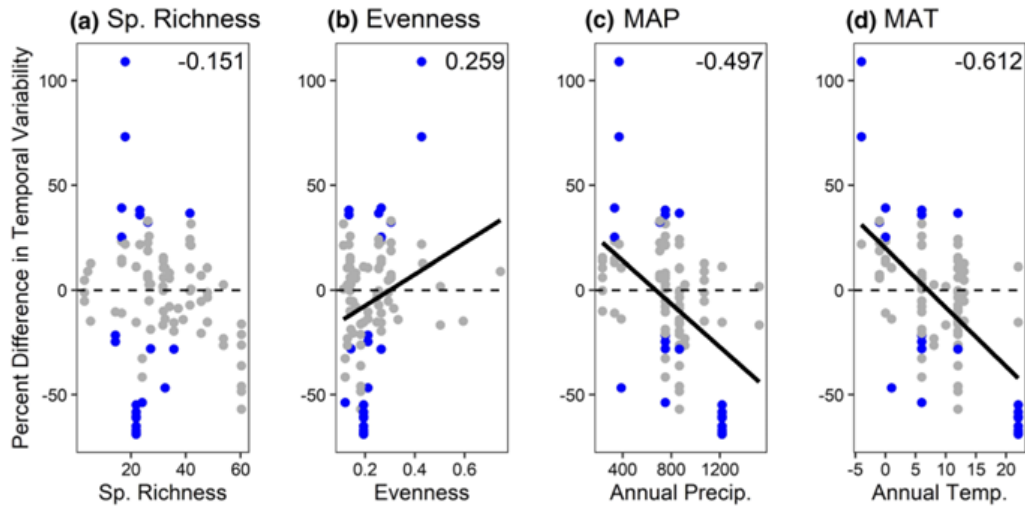 (a) Sp. Richness
(b) Evenness
(c) MAP
(d) MAT
Percent Difference in Temporal Variability
-0.151
0.259
-0.497
-0.612
100
50
0
-50
100
50
0
-50
100
50
0
-50
100
50
0
-50
20 40 60
0.2 0.4 0.6
400 800 1200
-5 0 5 10 15 20
Sp. Richness
Evenness
Annual Precip.
Annual Temp.